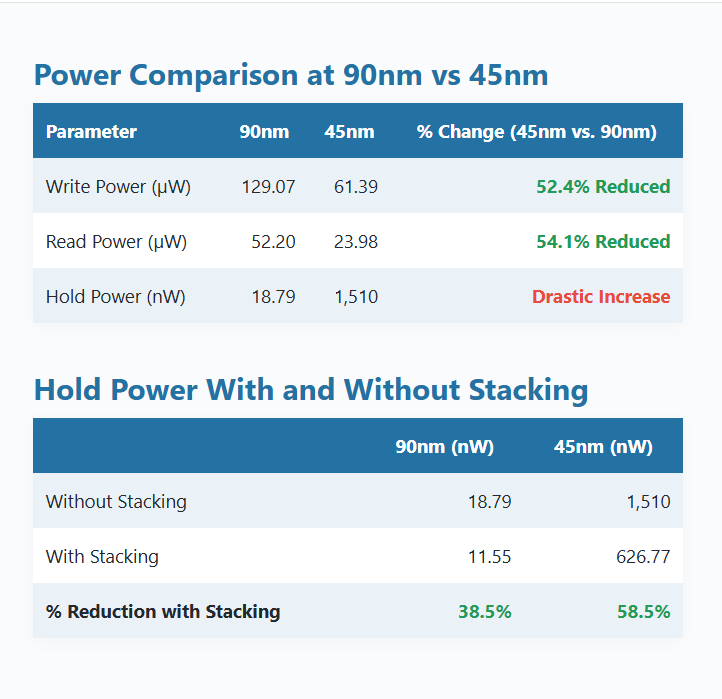 Power Comparison at 90nm vs 45nm
Parameter 90nm 45nm % Change (45nm vs. 90nm)
Write Power (μW) 129.07 61.39 52.4% Reduced
Read Power (μW) 52.20 23.98 54.1% Reduced
Hold Power (nW) 18.79 1,510 Drastic Increase
Hold Power With and Without Stacking
90nm (nW) 45nm (nW)
Without Stacking 18.79 1,510
With Stacking 11.55 626.77
% Reduction with Stacking 38.5% 58.5%